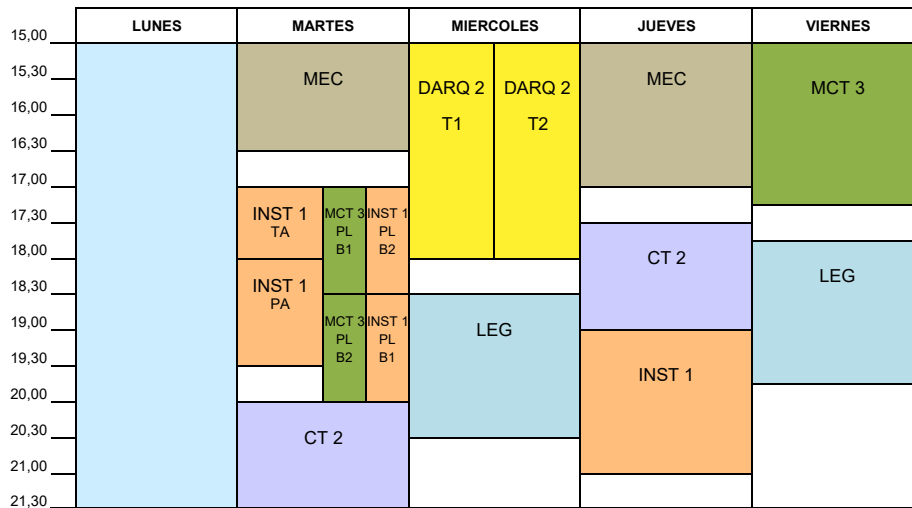 LUNES MARTES MIERCOLES JUEVES VIERNES
15,00
15,30
16,00
16,30
17,00
17,30
18,00
18,30
19,00
19,30
20,00
20,30
21,00
21,30
MEC
INST 1
TA
MCT 3
PL
B1
INST 1
PL
B2
INST 1
PA
MCT 3
PL
B2
INST 1
PL
B1
CT 2
DARQ 2
T1
DARQ 2
T2
LEG
MEC
CT 2
INST 1
MCT 3
LEG